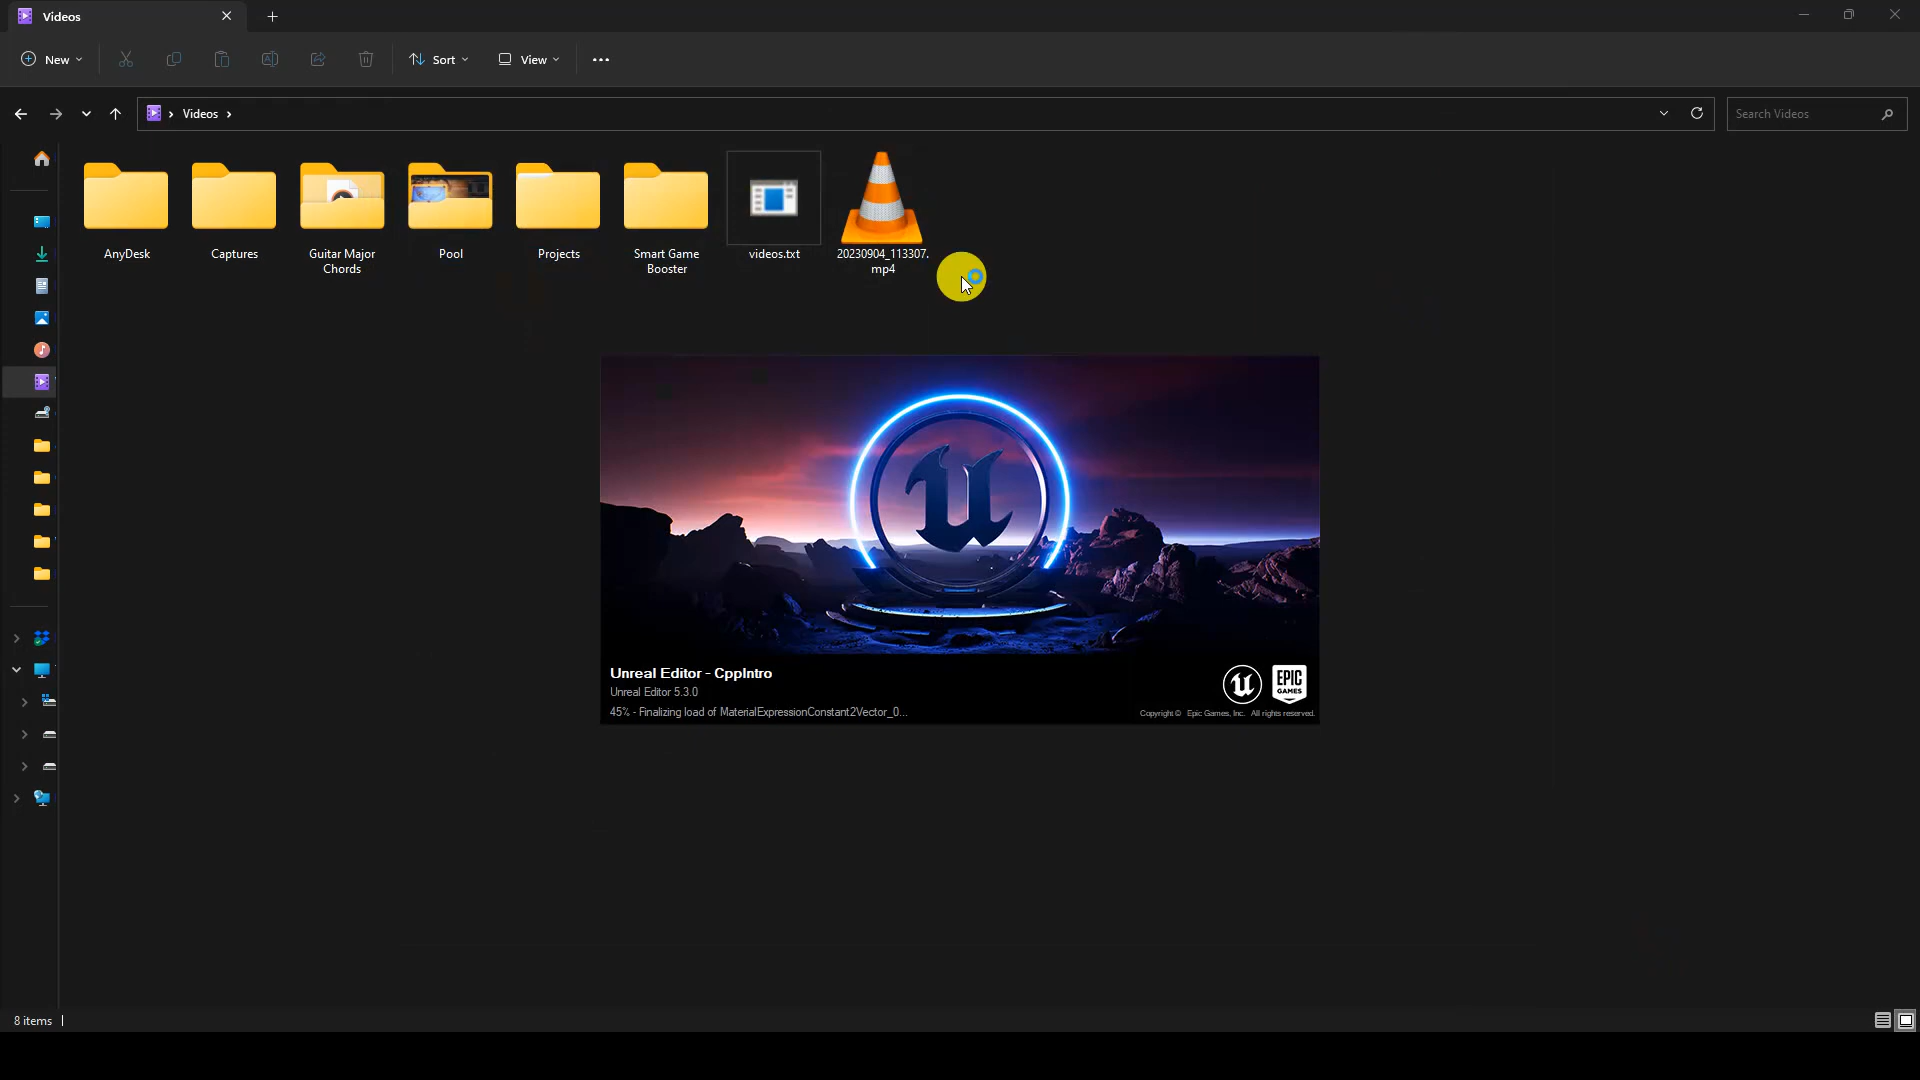 Videos
New
Sort
View
Videos
Search Videos
AnyDesk
Captures
Guitar Major
Chords
Pool
Projects
Smart Game
Booster
videos.txt
20230904_113307.
mp4
Unreal Editor - CppIntro
Unreal Editor 5.3.0
45% - Finalizing load of MaterialExpressionConstant2Vector_0...
EPIC
GAMES
Copyright © Epic Games, Inc. All rights reserved.
8 items